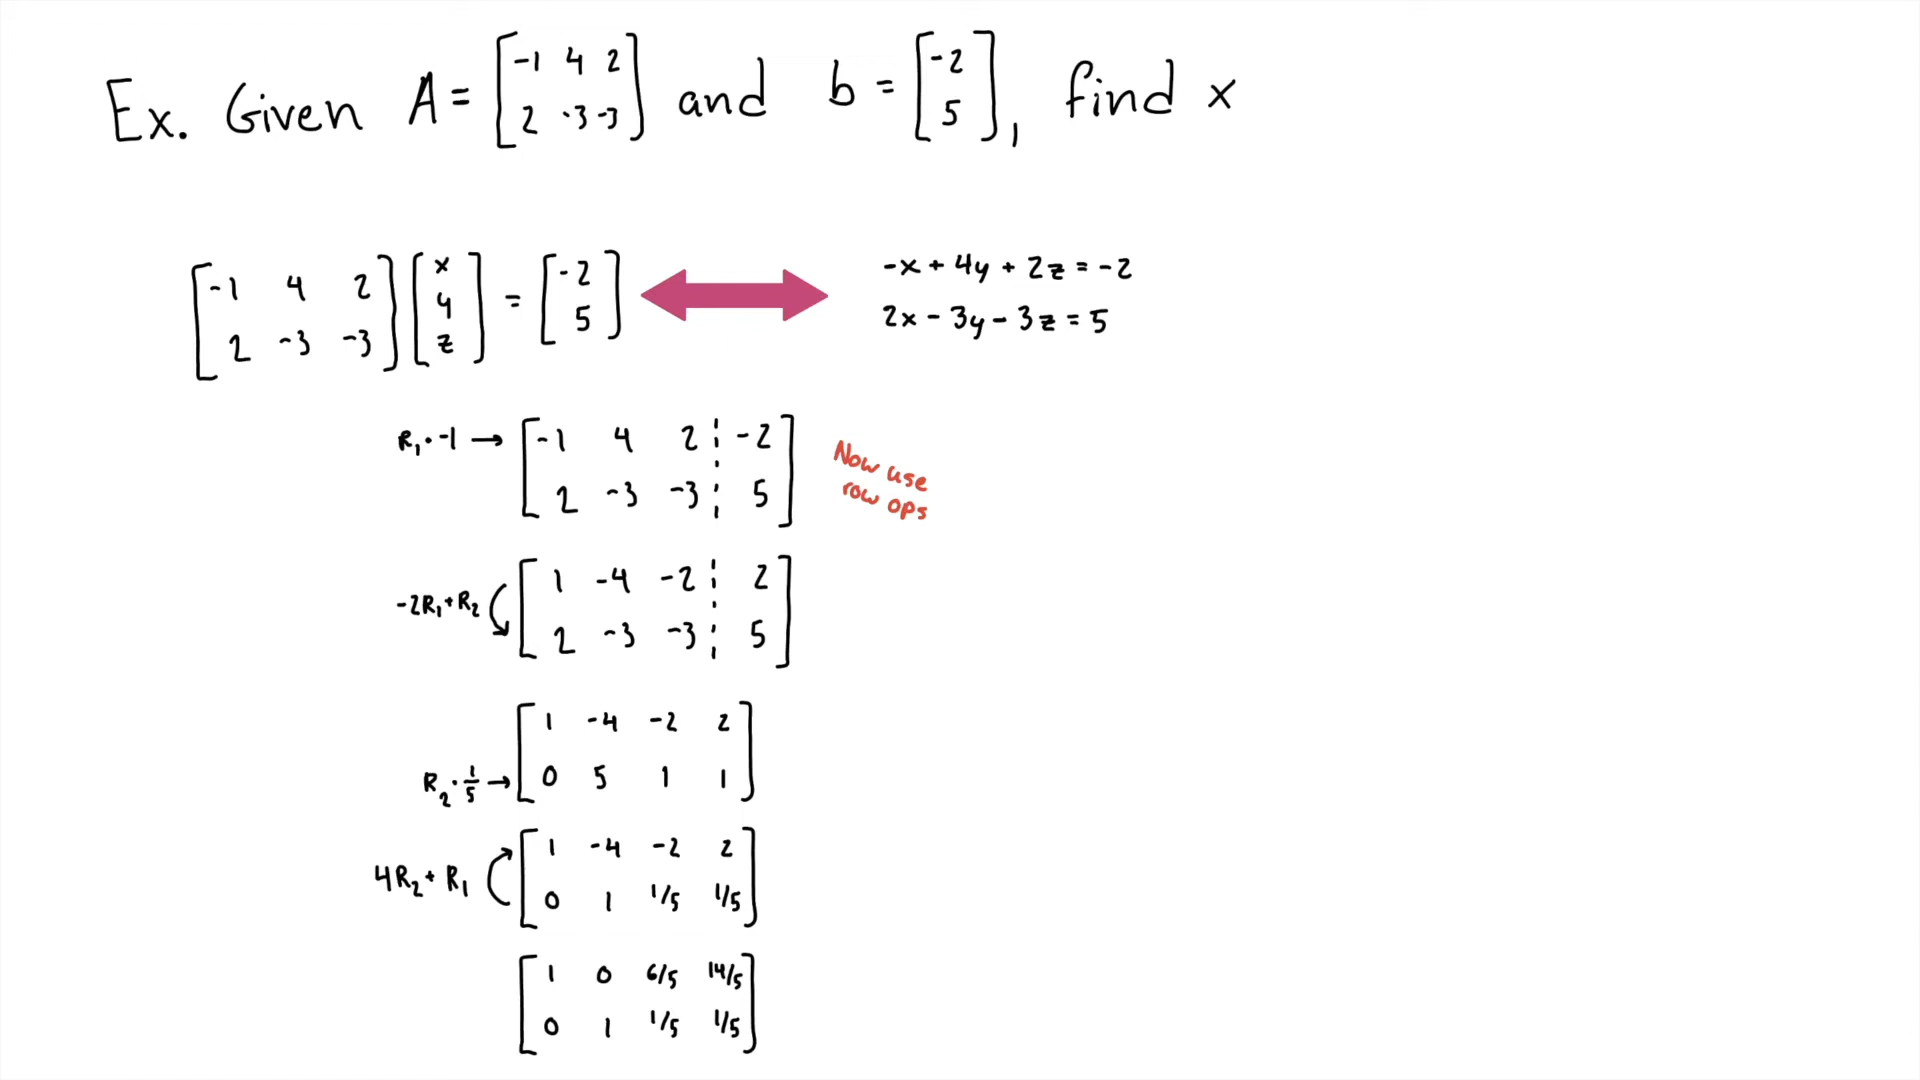 Ex. Given A = [-1 4 2 and b = [-2 , find x
2 -3 -3] 5]
[-1 4 2 [x = [-2
2 -3 -3] y 5]
z]
-x + 4y + 2z = -2
2x - 3y - 3z = 5
R₁ · -1 → [-1 4 2 ¦ -2
2 -3 -3 ¦ 5]
Now use
row ops
-2R₁ + R₂ [1 -4 -2 ¦ 2
2 -3 -3 ¦ 5]
[1 -4 -2 2
R₂ · 1/5 → 0 5 1 1]
4R₂ + R₁ [1 -4 -2 2
0 1 1/5 1/5]
[1 0 6/5 14/5
0 1 1/5 1/5]